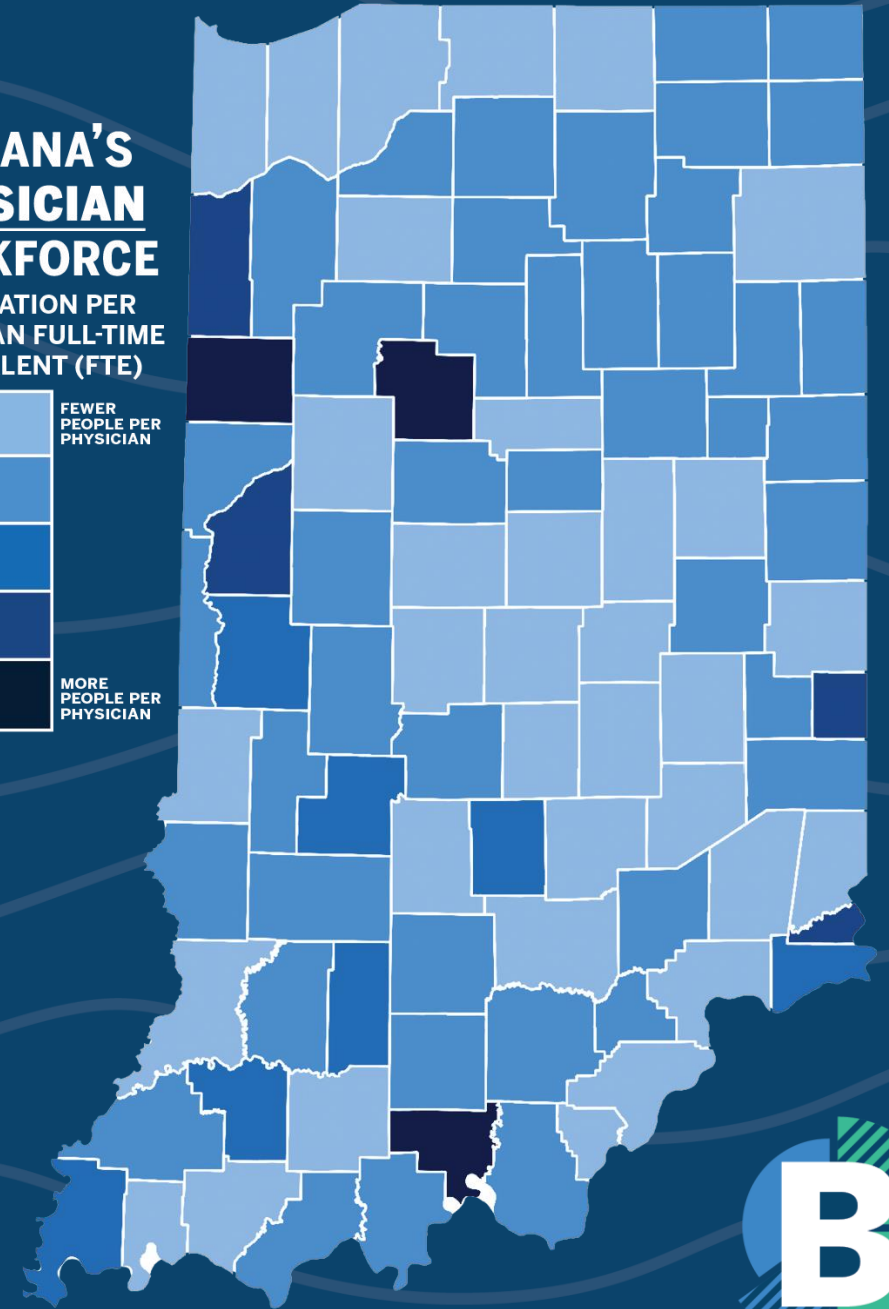 ANA'S
SICIAN
KFORCE
ATION PER
AN FULL-TIME
LENT (FTE)
FEWER
PEOPLE PER
PHYSICIAN
MORE
PEOPLE PER
PHYSICIAN
B